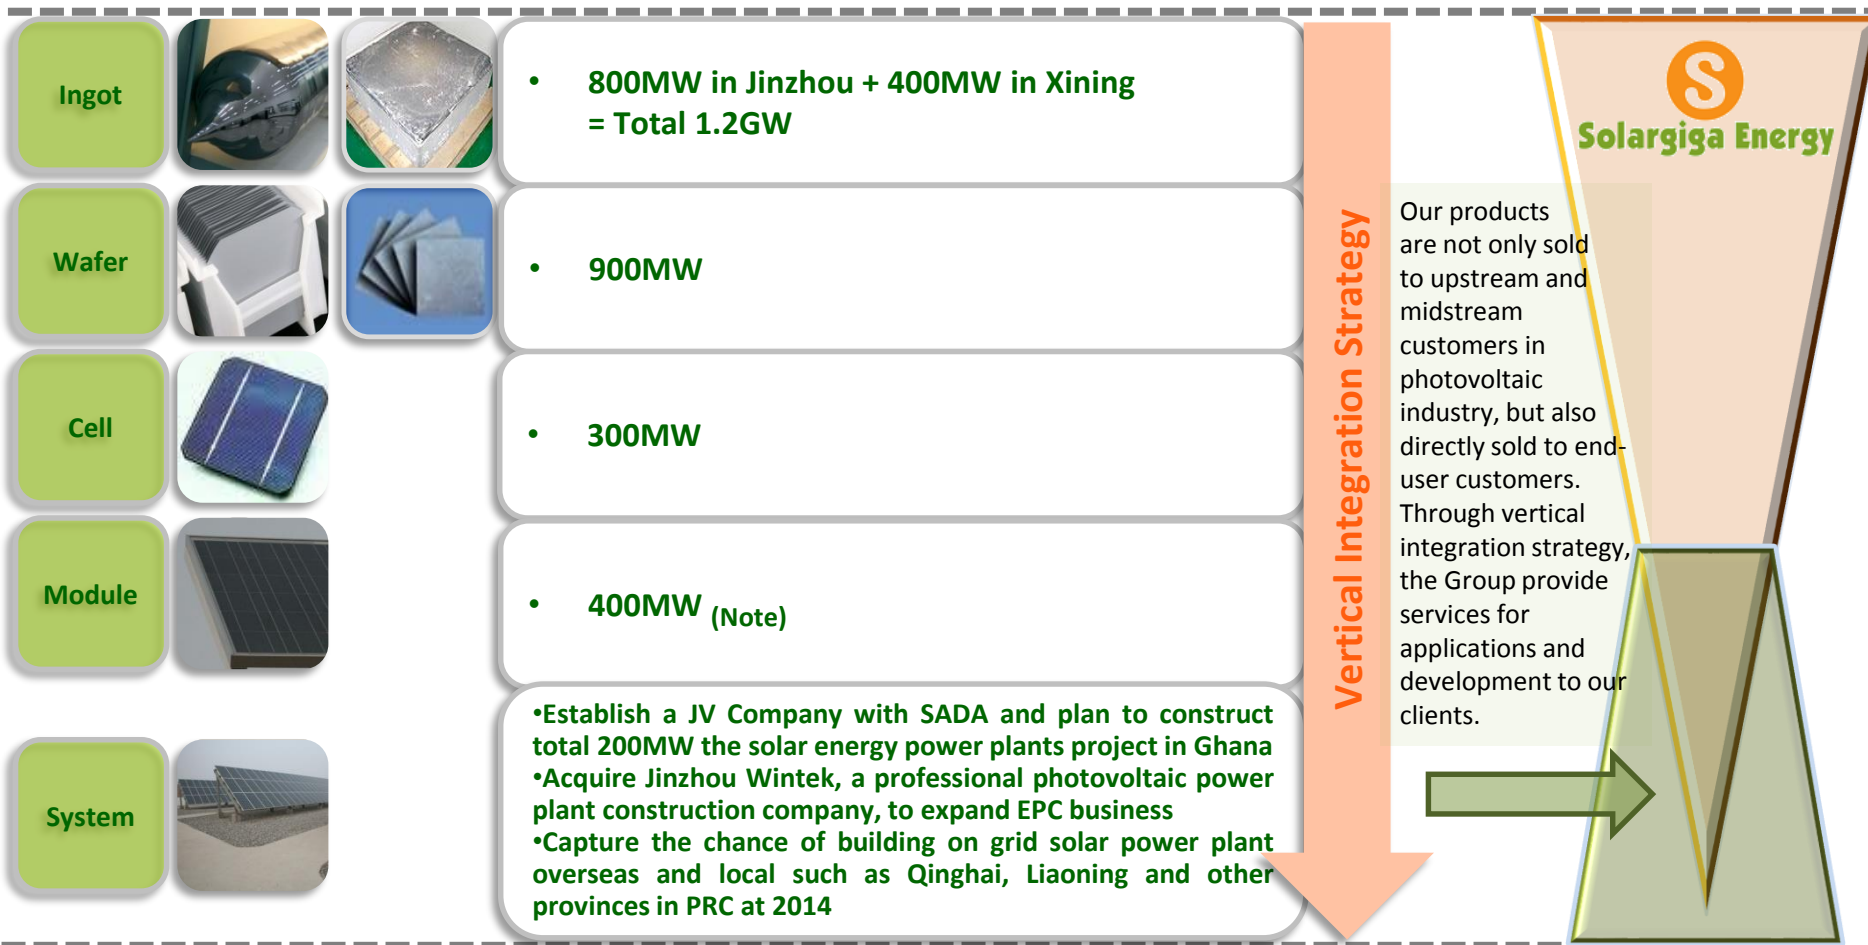 Ingot
• 800MW in Jinzhou + 400MW in Xining
= Total 1.2GW
Wafer
• 900MW
Cell
• 300MW
Module
• 400MW (Note)
System
•Establish a JV Company with SADA and plan to construct
total 200MW the solar energy power plants project in Ghana
•Acquire Jinzhou Wintek, a professional photovoltaic power
plant construction company, to expand EPC business
•Capture the chance of building on grid solar power plant
overseas and local such as Qinghai, Liaoning and other
provinces in PRC at 2014
Vertical Integration Strategy
S
Solargiga Energy
Our products
are not only sold
to upstream and
midstream
customers in
photovoltaic
industry, but also
directly sold to end-
user customers.
Through vertical
integration strategy,
the Group provide
services for
applications and
development to our
clients.